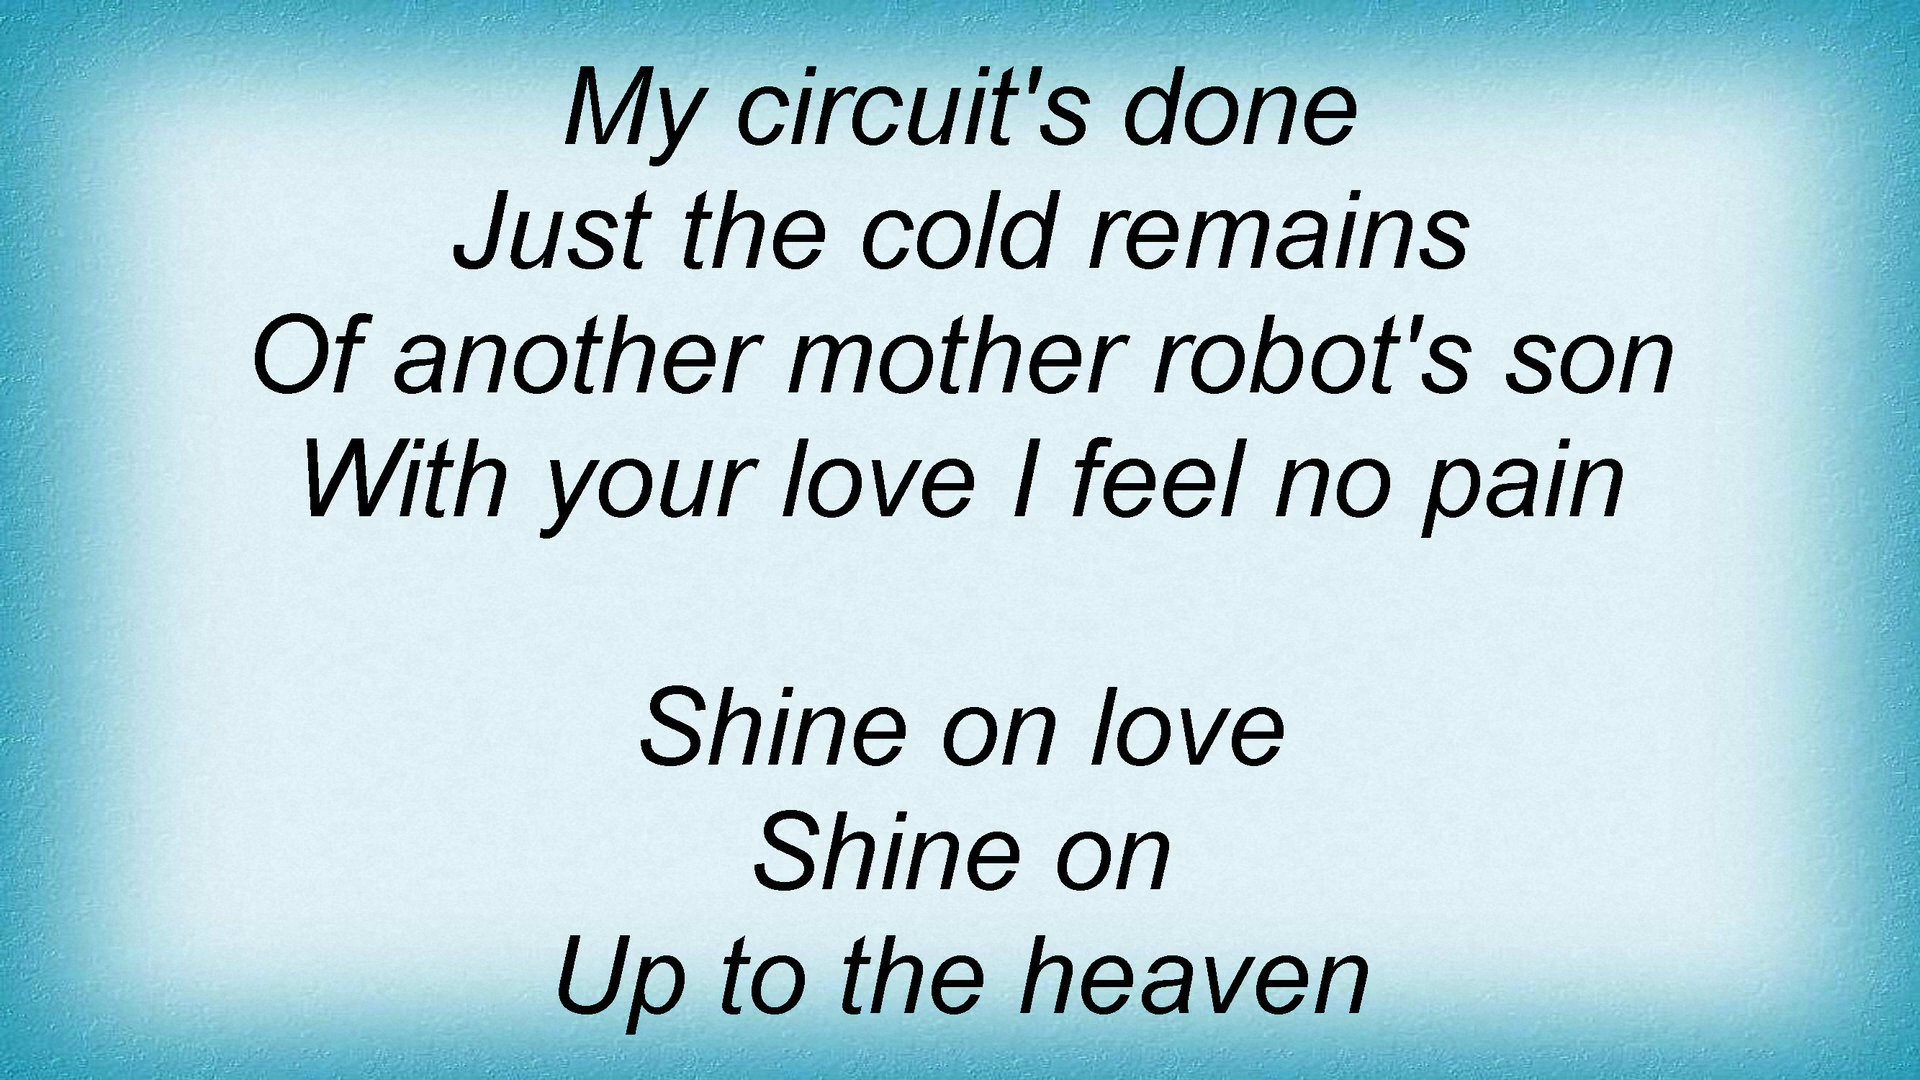 My circuit's done
Just the cold remains
Of another mother robot's son
With your love I feel no pain
Shine on love
Shine on
Up to the heaven